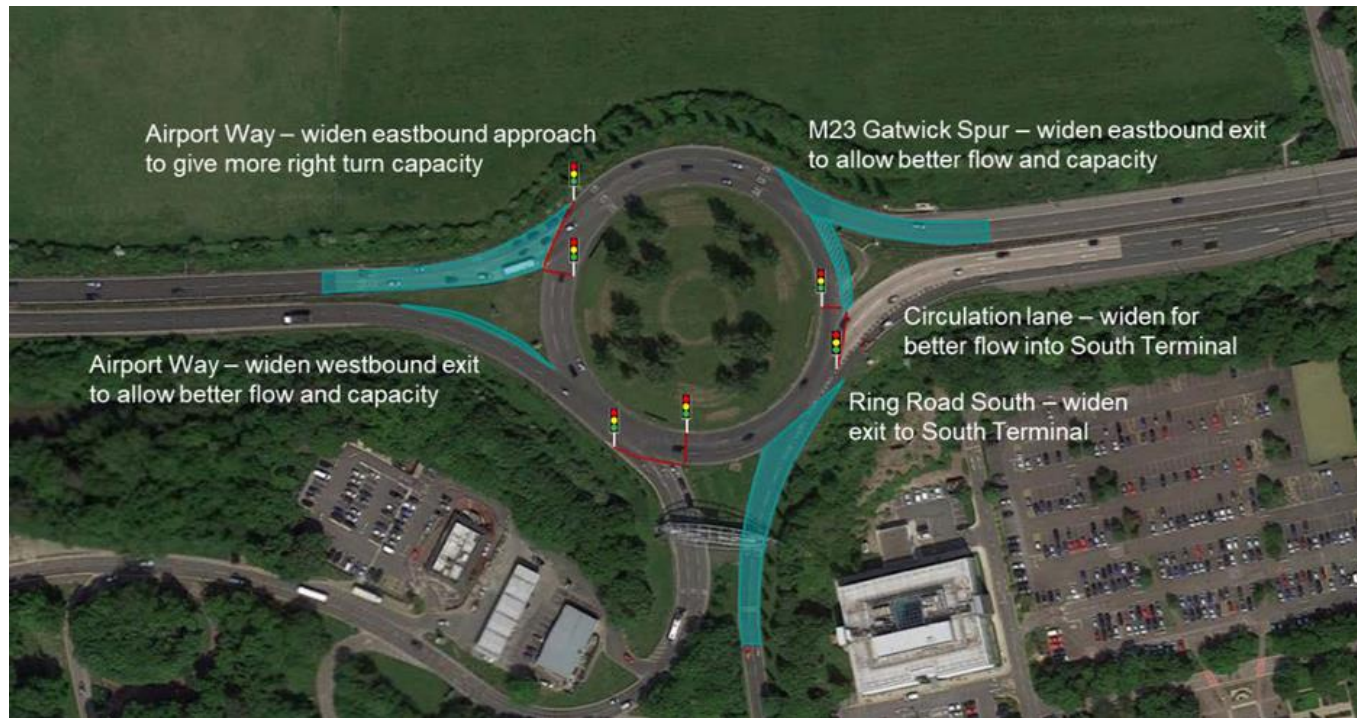 Airport Way – widen eastbound approach
to give more right turn capacity
M23 Gatwick Spur – widen eastbound exit
to allow better flow and capacity
Airport Way – widen westbound exit
to allow better flow and capacity
Circulation lane – widen for
better flow into South Terminal
Ring Road South – widen
exit to South Terminal